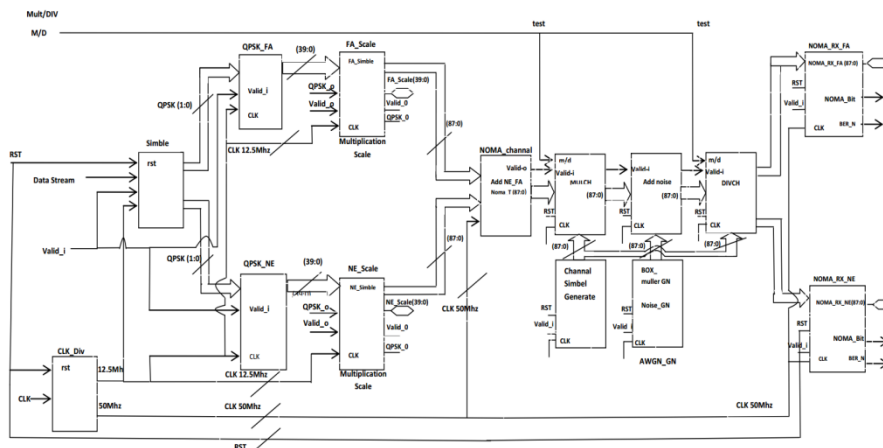 Mult/DIV
M/D
test
test
QPSK_FA
(39:0)
FA_Scale
NOMA_RX_FA
FA_Simble
FA_Scale(39:0)
NOMA_RX_FA (87:0)
QPSK_o
Valid_o
Valid_0
QPSK_0
CLK
Valid_i
CLK
QPSK (1:0)
RST
Valid_i
NOMA_Bit
BER_N
CLK
CLK 12.5Mhz
Multiplication
Scale
(87:0)
Simble
RST
rst
Data Stream
NOMA_channel
Valid-o
Add NE_FA
Noma_T (87:0)
m/d
Valid-i
MULCH
(87:0)
RST
CLK
Valid-i
Add noise
(87:0)
RST
CLK
m/d
Valid-i
DIVCH
(87:0)
RST
CLK
Valid_i
QPSK (1:0)
QPSK_NE
(39:0)
NE_Scale
(87:0)
(87:0)
(87:0)
(87:0)
(87:0)
NE_Simble
NE_Scale(39:0)
QPSK_o
Valid_o
Valid_0
QPSK_0
CLK
Valid_i
CLK
CLK 50Mhz
Channal
Simbel
Generate
RST
Valid_i
CLK
BOX_
muller GN
Noise_GN
RST
Valid_i
CLK
AWGN_GN
NOMA_RX_NE
NOMA_RX_NE(87:0)
RST
NOMA_Bit
Valid_i
BER_N
CLK
CLK_Div
rst
12.5Mh
CLK
50Mhz
CLK 12.5Mhz
Multiplication
Scale
CLK 50Mhz
CLK 50Mhz
RST